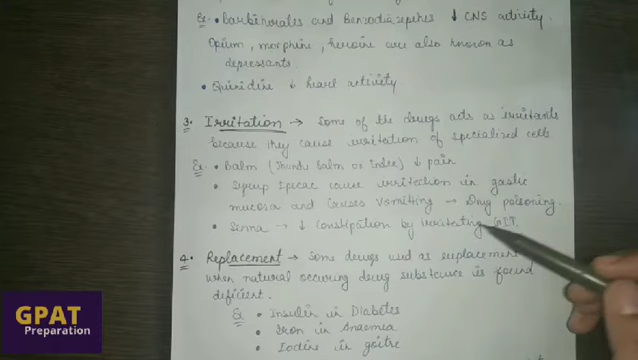 Ex • Barbiturates and Benzodiazepines ↓ CNS activity.
Opium, morphine, heroine are also known as
depressants.
• Quinidine ↓ heart activity
3. Irritation → Some of the drugs acts as irritants
because they cause irritation of specialized cells
Ex • Balm ( Balm or Iodex) ↓ pain
• Syrup Ipecac cause irritation in gastic
mucosa and causes vomiting → Drug poisoning.
• Senna → ↓ Constipation by irritating GIT.
4. Replacement → Some drugs used as replacement
when natural occuring drug substance is found
deficient.
Ex • Insulin in Diabetes
• Iron in Anaemia
• Iodine in goitre
GPAT
Preparation